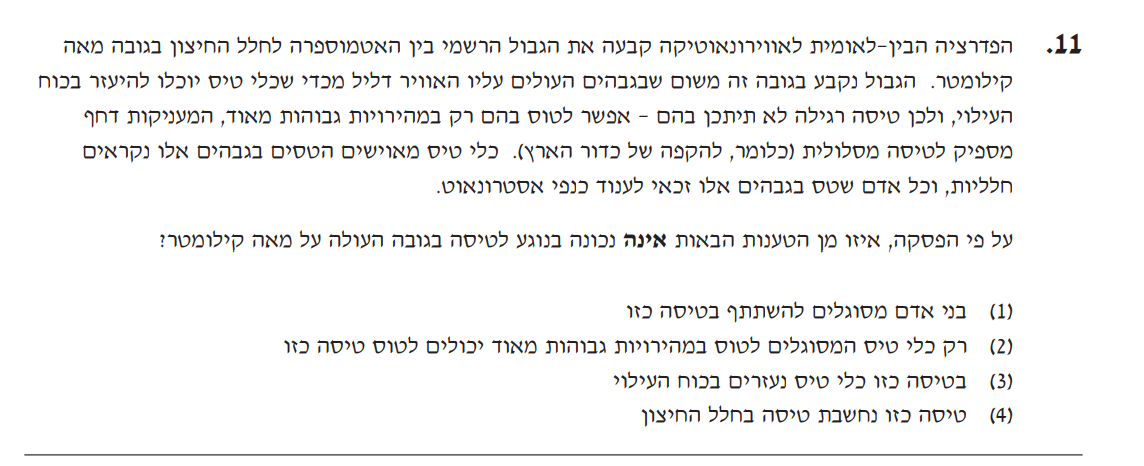 11. הפדרציה הבין-לאומית לאווירונאוטיקה קבעה את הגבול הרשמי בין האטמוספרה לחלל החיצון בגובה מאה
קילומטר. הגבול נקבע בגובה זה משום שבגבהים העולים עליו האוויר דליל מכדי שכלי טיס יוכלו להיעזר בכוח
העילוי, ולכן טיסה רגילה לא תיתכן בהם - אפשר לטוס בהם רק במהירויות גבוהות מאוד, המעניקות דחף
מספיק לטיסה מסלולית (כלומר, להקפה של כדור הארץ). כלי טיס מאוישים הטסים בגבהים אלו נקראים
חלליות, וכל אדם שטס בגבהים אלו זכאי לענוד כנפי אסטרונאוט.
על פי הפסקה, איזו מן הטענות הבאות אינה נכונה בנוגע לטיסה בגובה העולה על מאה קילומטר?
(1) בני אדם מסוגלים להשתתף בטיסה כזו
(2) רק כלי טיס המסוגלים לטוס במהירויות גבוהות מאוד יכולים לטוס טיסה כזו
(3) בטיסה כזו כלי טיס נעזרים בכוח העילוי
(4) טיסה כזו נחשבת טיסה בחלל החיצון